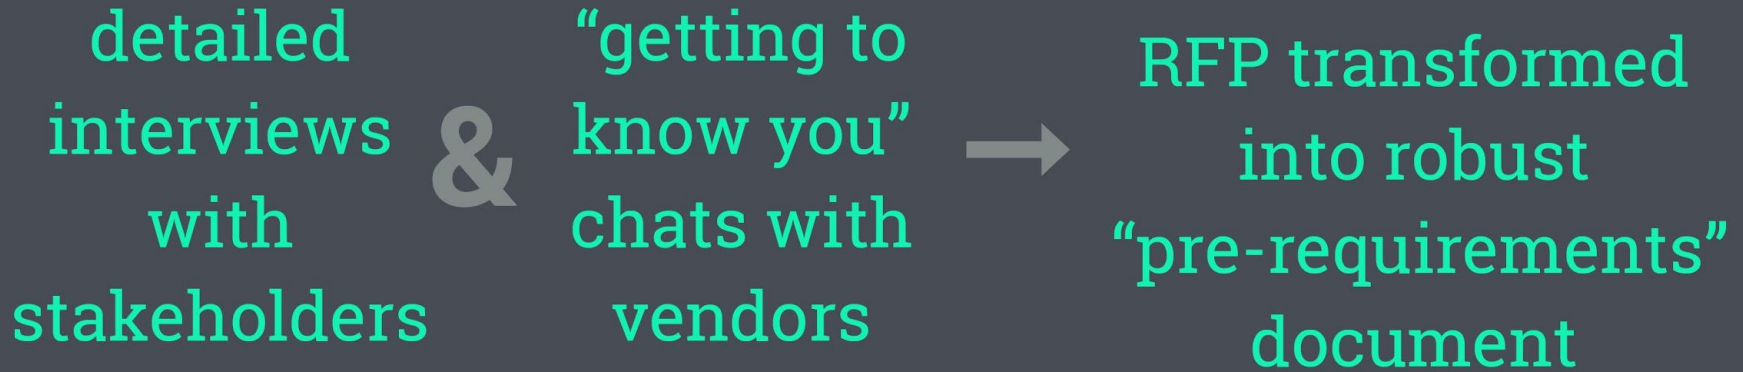 detailed
interviews
with
stakeholders
&
“getting to
know you”
chats with
vendors
RFP transformed
into robust
“pre-requirements”
document